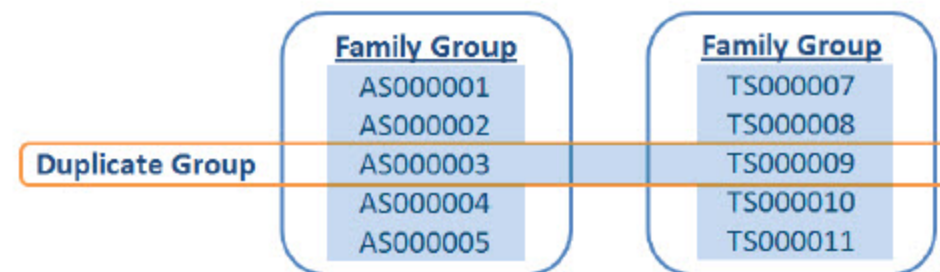 Family Group
AS000001
AS000002
Duplicate Group AS000003
AS000004
AS000005
Family Group
TS000007
TS000008
TS000009
TS000010
TS000011